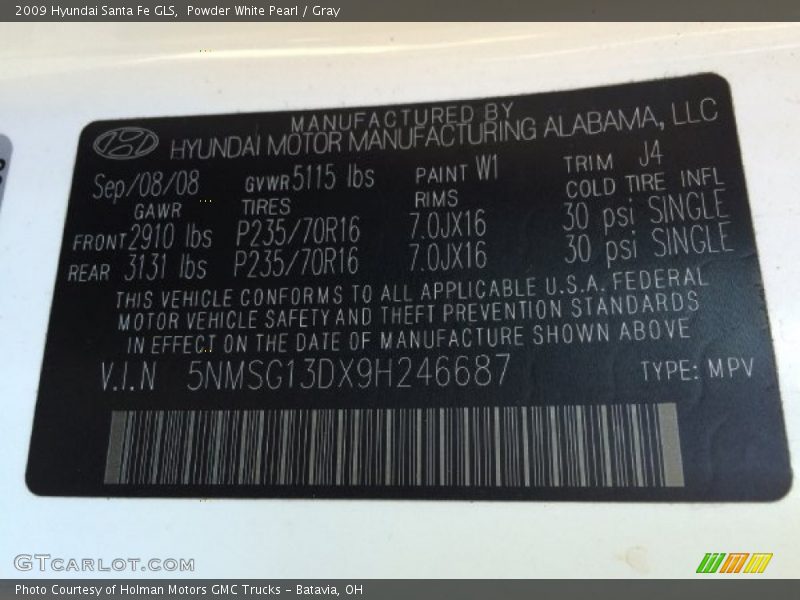 2009 Hyundai Santa Fe GLS, Powder White Pearl / Gray
MANUFACTURED BY
HYUNDAI MOTOR MANUFACTURING ALABAMA, LLC
Sep/08/08 GVWR 5115 lbs PAINT W1 TRIM J4
GAWR TIRES RIMS COLD TIRE INFL
FRONT 2910 lbs P235/70R16 7.0JX16 30 psi SINGLE
REAR 3131 lbs P235/70R16 7.0JX16 30 psi SINGLE
THIS VEHICLE CONFORMS TO ALL APPLICABLE U.S.A. FEDERAL
MOTOR VEHICLE SAFETY AND THEFT PREVENTION STANDARDS
IN EFFECT ON THE DATE OF MANUFACTURE SHOWN ABOVE
V.I.N 5NMSG13DX9H246687 TYPE: MPV
GTCARLOT.COM
Photo Courtesy of Holman Motors GMC Trucks - Batavia, OH